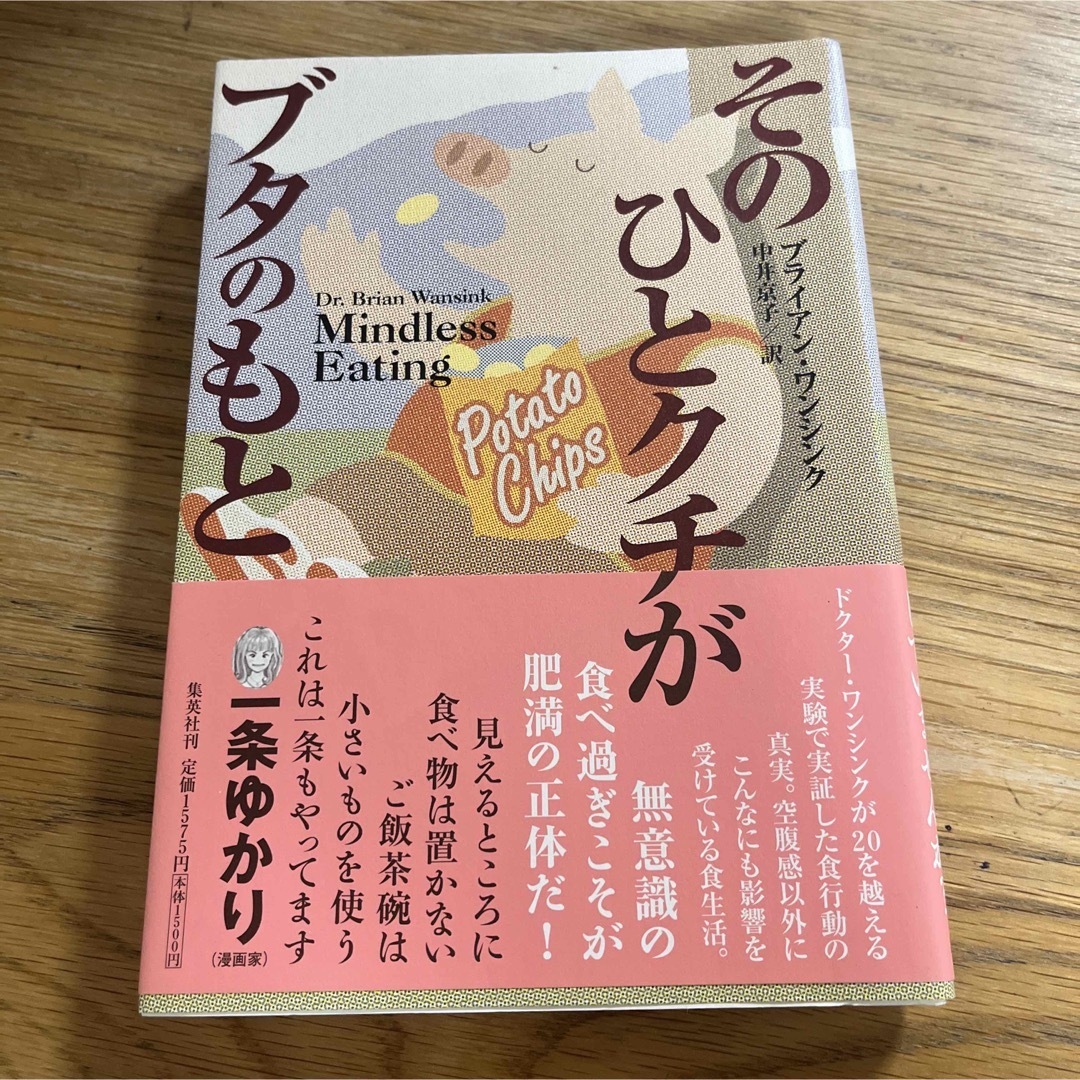 その
ひとクチが
ブタのもと
ブライアン・ワンシンク
中井京子/訳
Dr. Brian Wansink
Mindless
Eating
Potato
Chips
ドクター・ワンシンクが20を越える
実験で実証した食行動の
真実。空腹感以外に
こんなにも影響を
受けている食生活。
無意識の
食べ過ぎこそが
肥満の正体だ!
見えるところに
食べ物は置かない
ご飯茶碗は
小さいものを使う
これは一条もやってます
一条ゆかり
(漫画家)
集英社刊 定価1575円 本体1500円